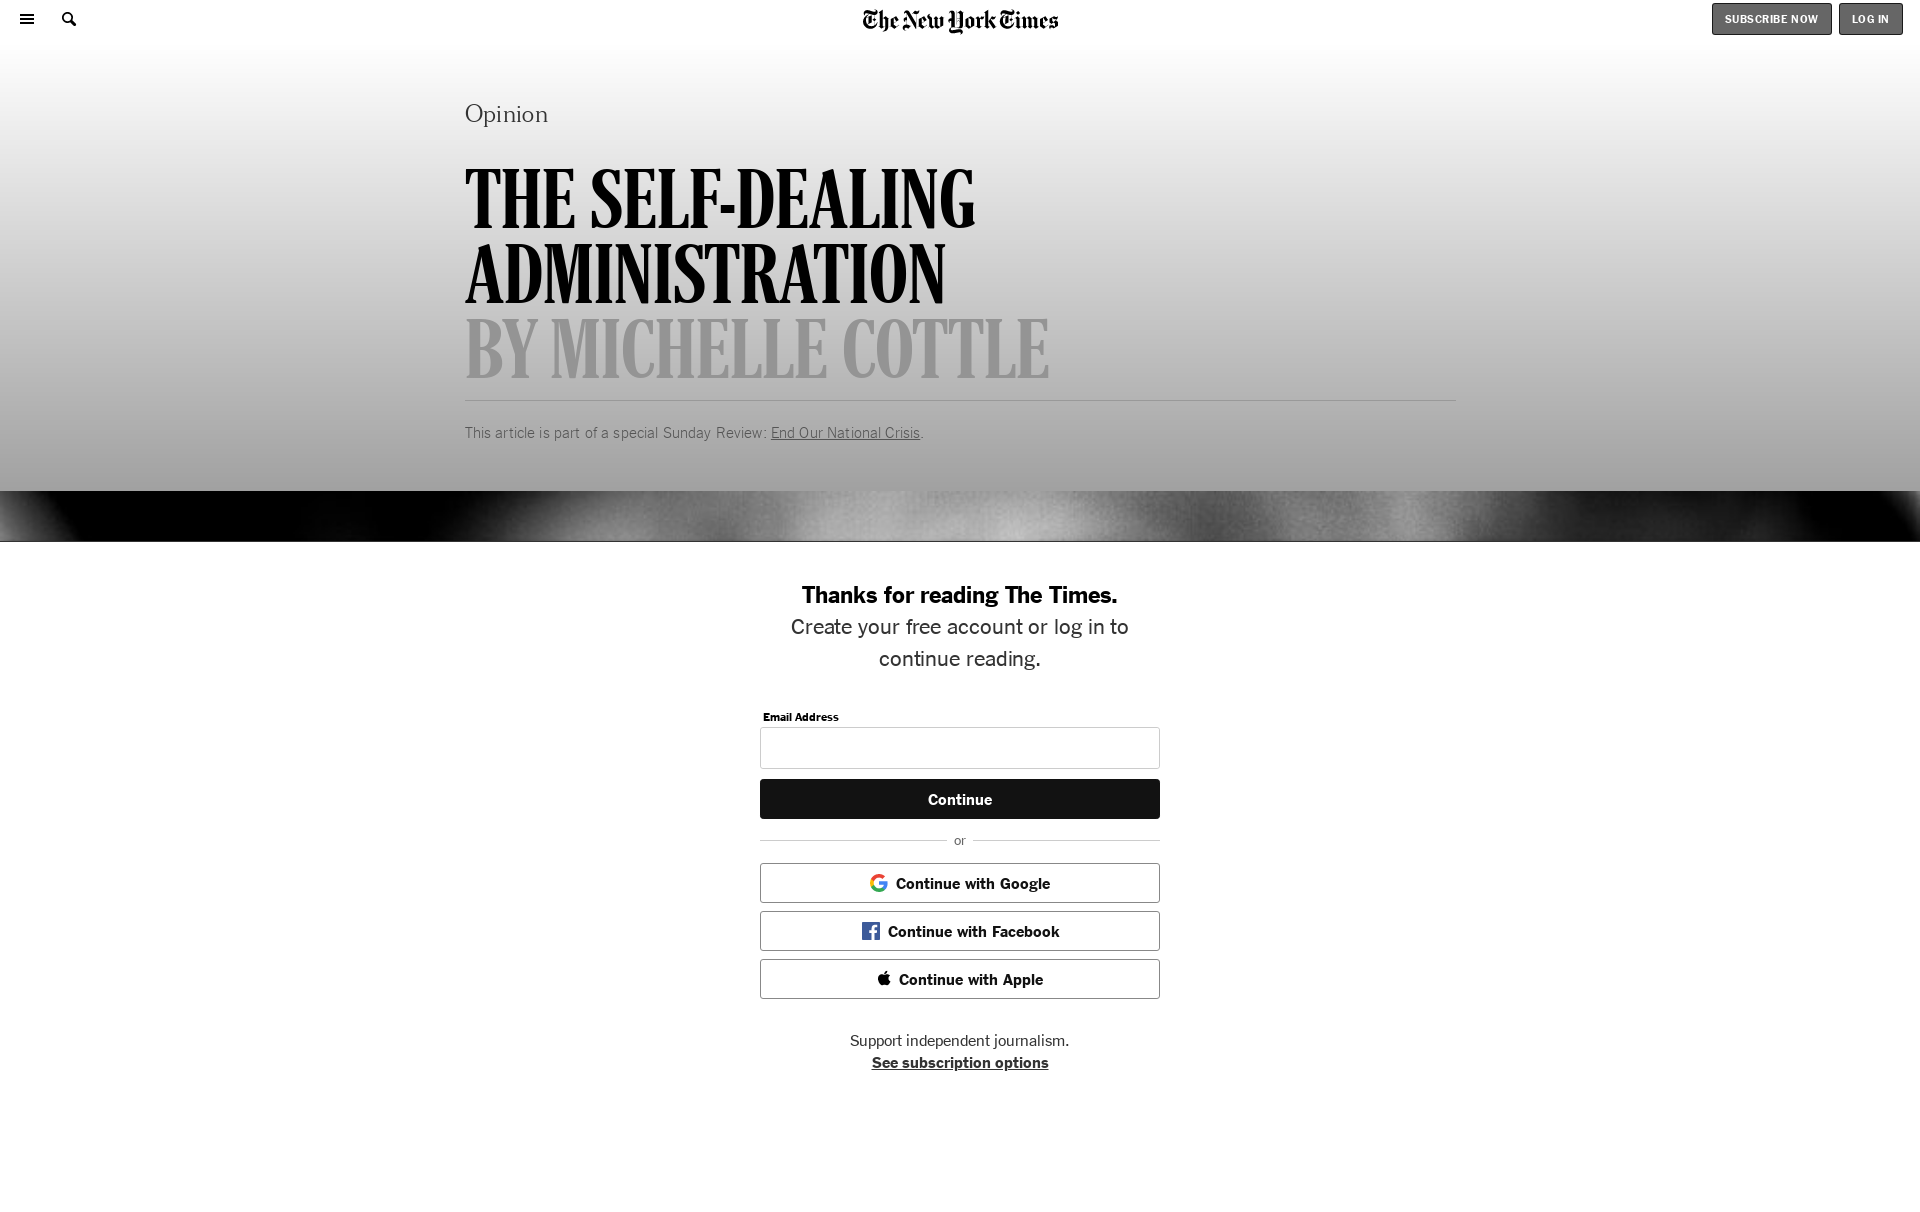 The New York Times
SUBSCRIBE NOW
LOG IN
Opinion
THE SELF-DEALING
ADMINISTRATION
BY MICHELLE COTTLE
This article is part of a special Sunday Review: End Our National Crisis.
Thanks for reading The Times.
Create your free account or log in to
continue reading.
Email Address
Continue
or
Continue with Google
Continue with Facebook
Continue with Apple
Support independent journalism.
See subscription options